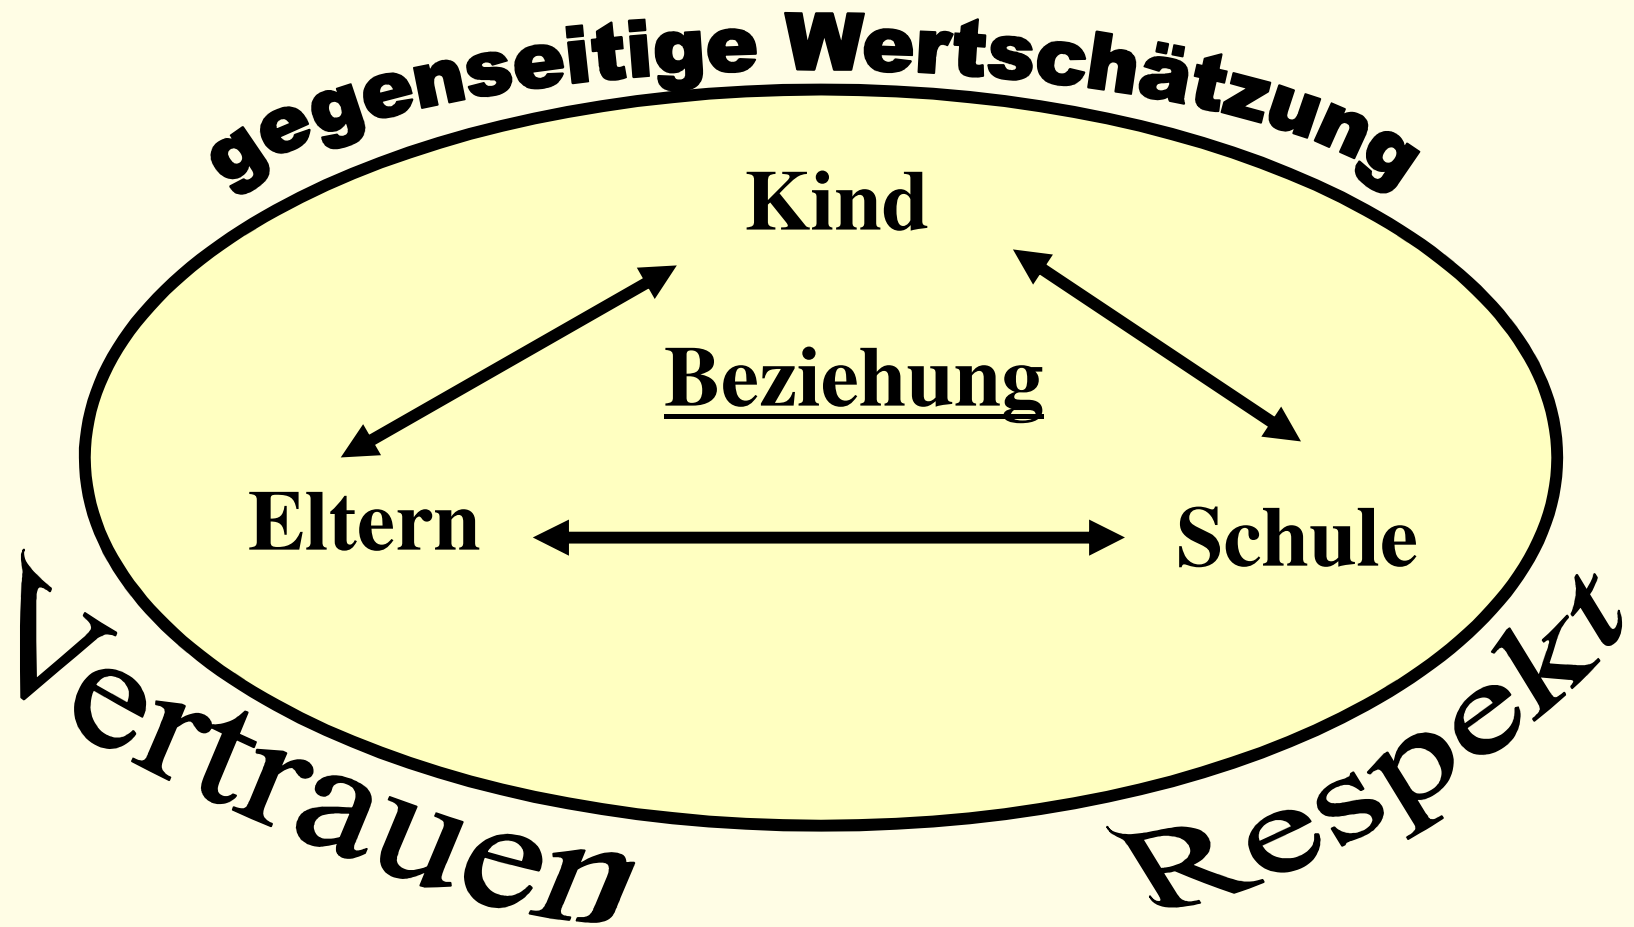 gegenseitige Wertschätzung
Kind
Beziehung
Eltern
Schule
Vertrauen
Respekt